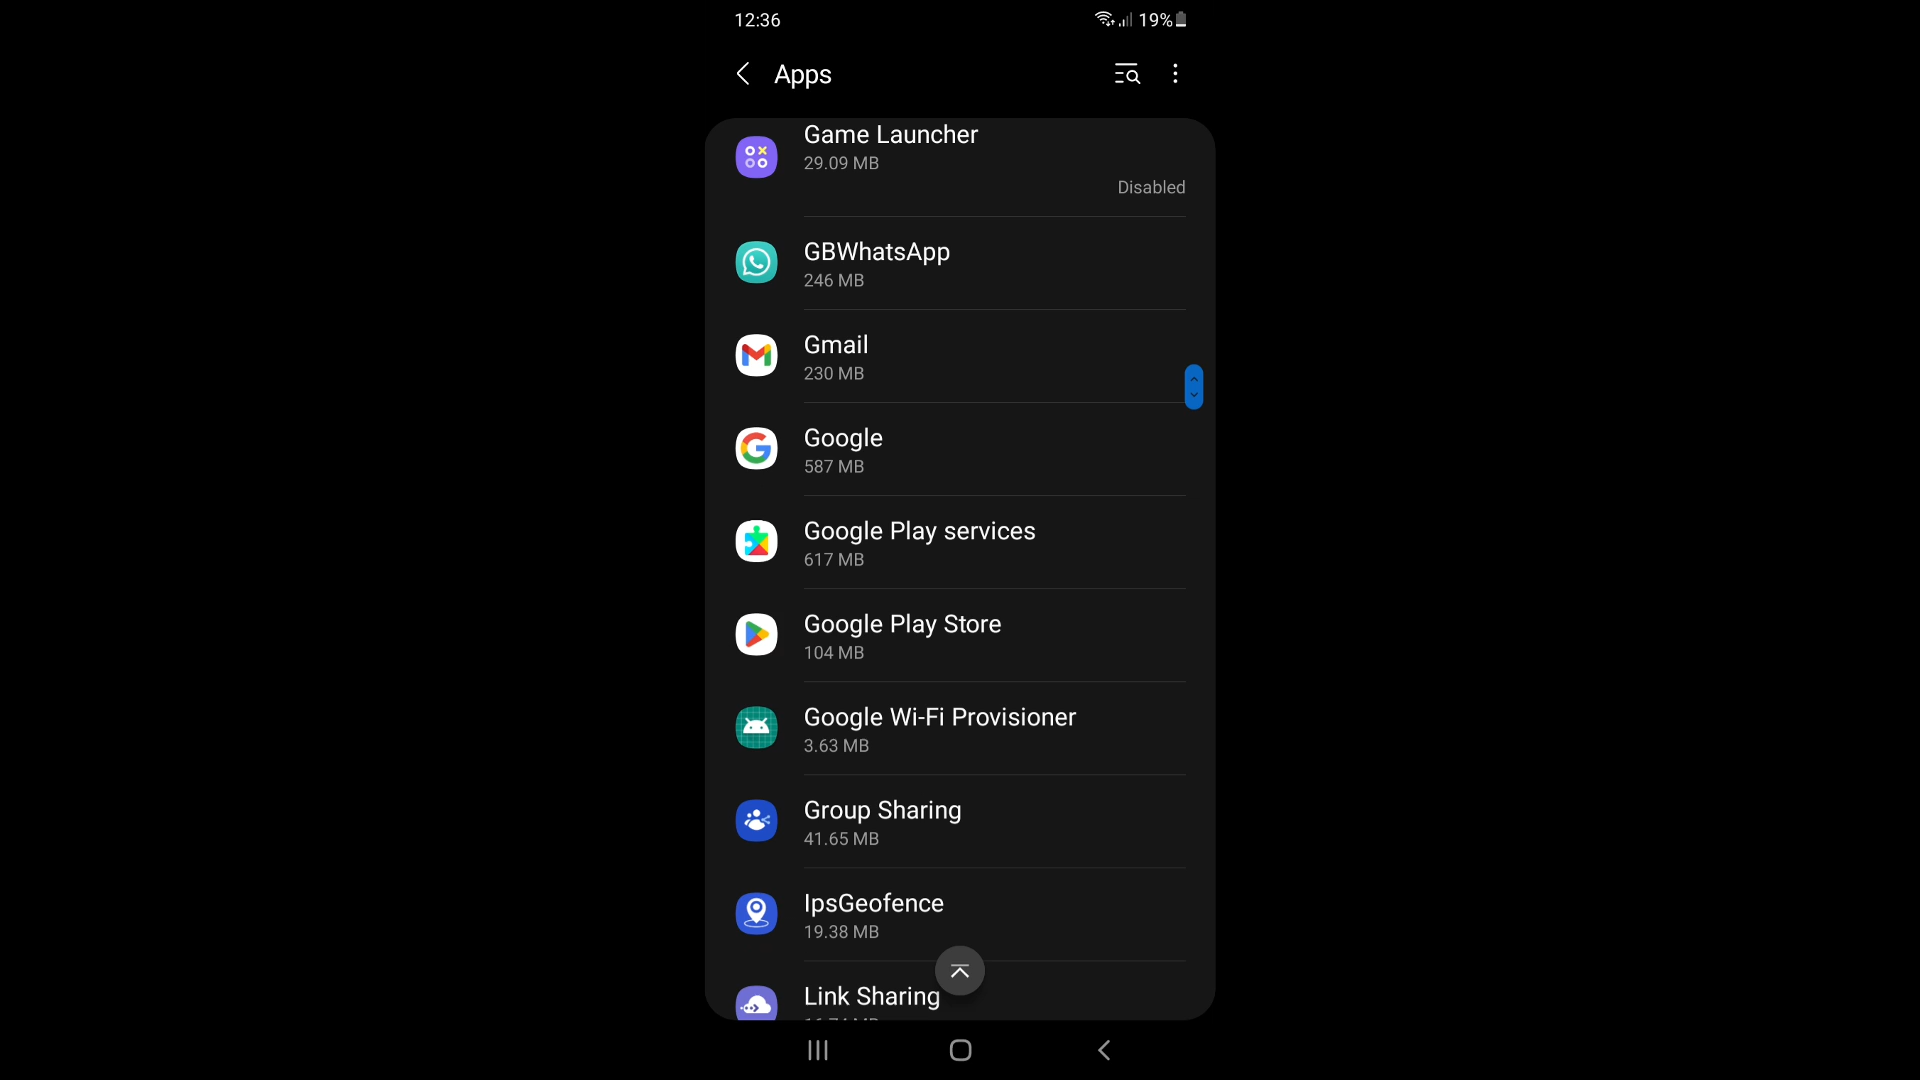 12:36
19%
Apps
Game Launcher
29.09 MB
Disabled
GBWhatsApp
246 MB
Gmail
230 MB
Google
587 MB
Google Play services
617 MB
Google Play Store
104 MB
Google Wi-Fi Provisioner
3.63 MB
Group Sharing
41.65 MB
IpsGeofence
19.38 MB
Link Sharing